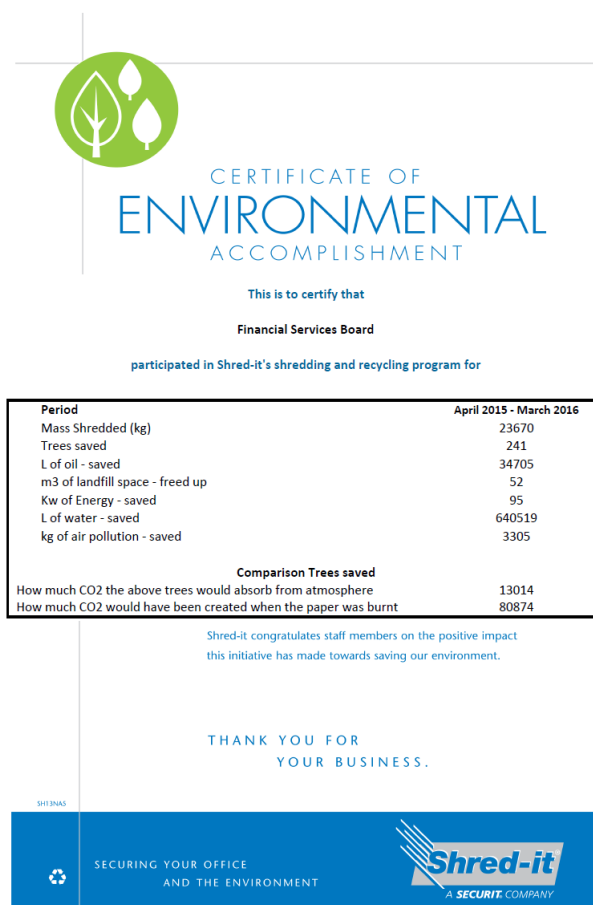 CERTIFICATE OF
ENVIRONMENTAL
ACCOMPLISHMENT
This is to certify that
Financial Services Board
participated in Shred-it's shredding and recycling program for
Period April 2015 - March 2016
Mass Shredded (kg) 23670
Trees saved 241
L of oil - saved 34705
m3 of landfill space - freed up 52
Kw of Energy - saved 95
L of water - saved 640519
kg of air pollution - saved 3305
Comparison Trees saved
How much CO2 the above trees would absorb from atmosphere 13014
How much CO2 would have been created when the paper was burnt 80874
Shred-it congratulates staff members on the positive impact
this initiative has made towards saving our environment.
THANK YOU FOR
YOUR BUSINESS.
SH13NAS
SECURING YOUR OFFICE
AND THE ENVIRONMENT
Shred-it®
A SECURIT® COMPANY